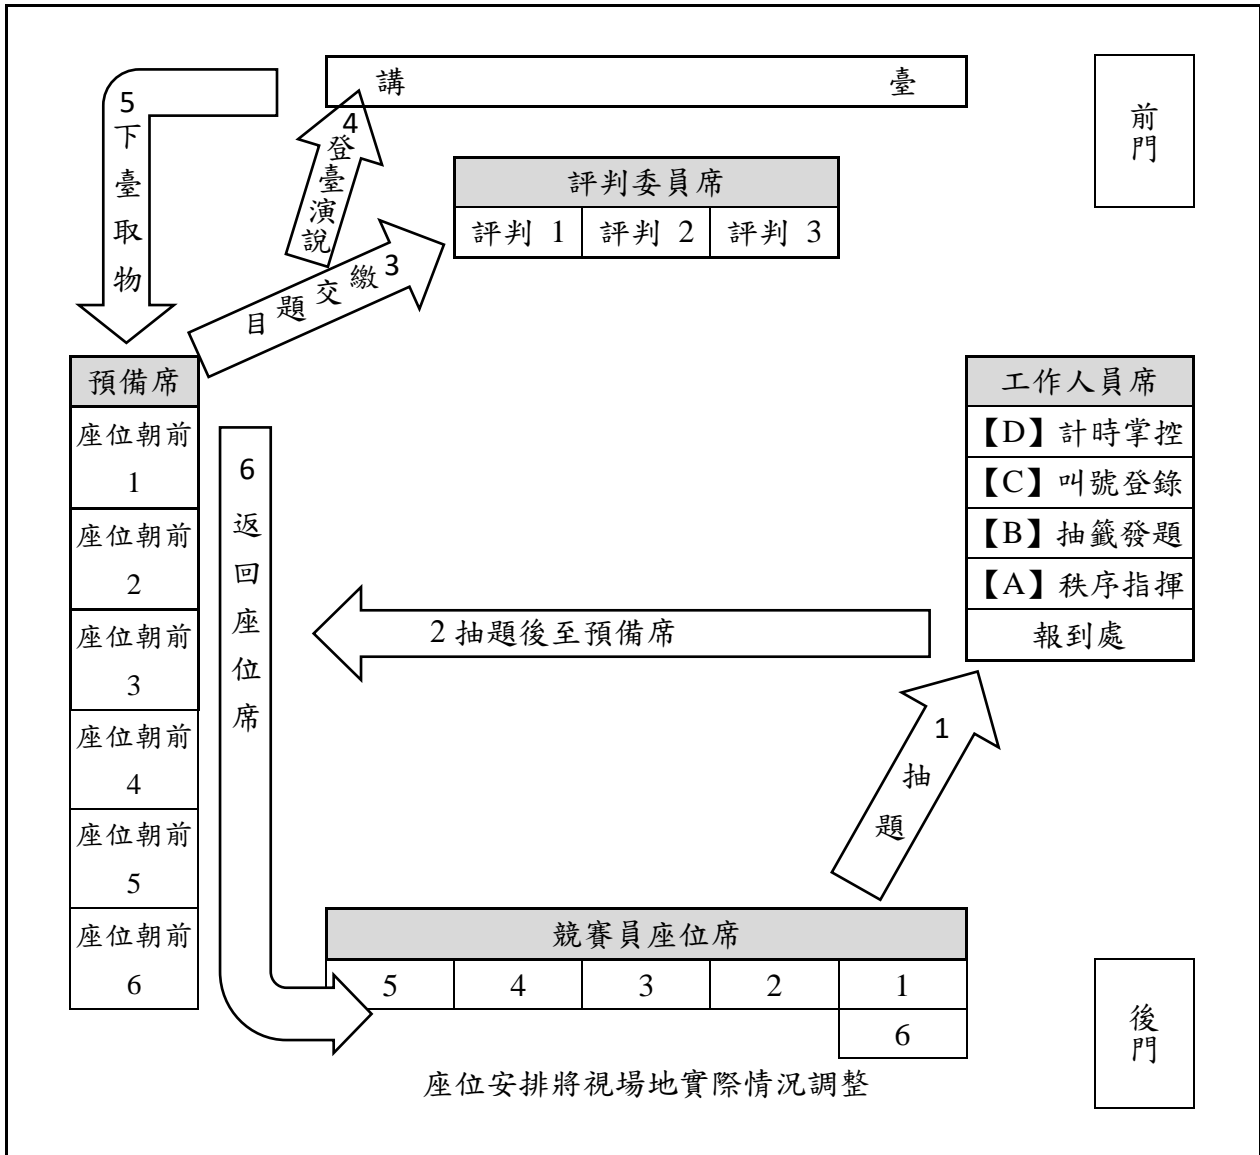 講臺
前門
5下臺取物
4登臺演說
評判委員席
評判 1
評判 2
評判 3
3繳交題目
預備席
座位朝前
1
座位朝前
2
座位朝前
3
座位朝前
4
座位朝前
5
座位朝前
6
6返回座位席
工作人員席
【D】計時掌控
【C】叫號登錄
【B】抽籤發題
【A】秩序指揮
報到處
2 抽題後至預備席
1抽題
競賽員座位席
5
4
3
2
1
6
後門
座位安排將視場地實際情況調整